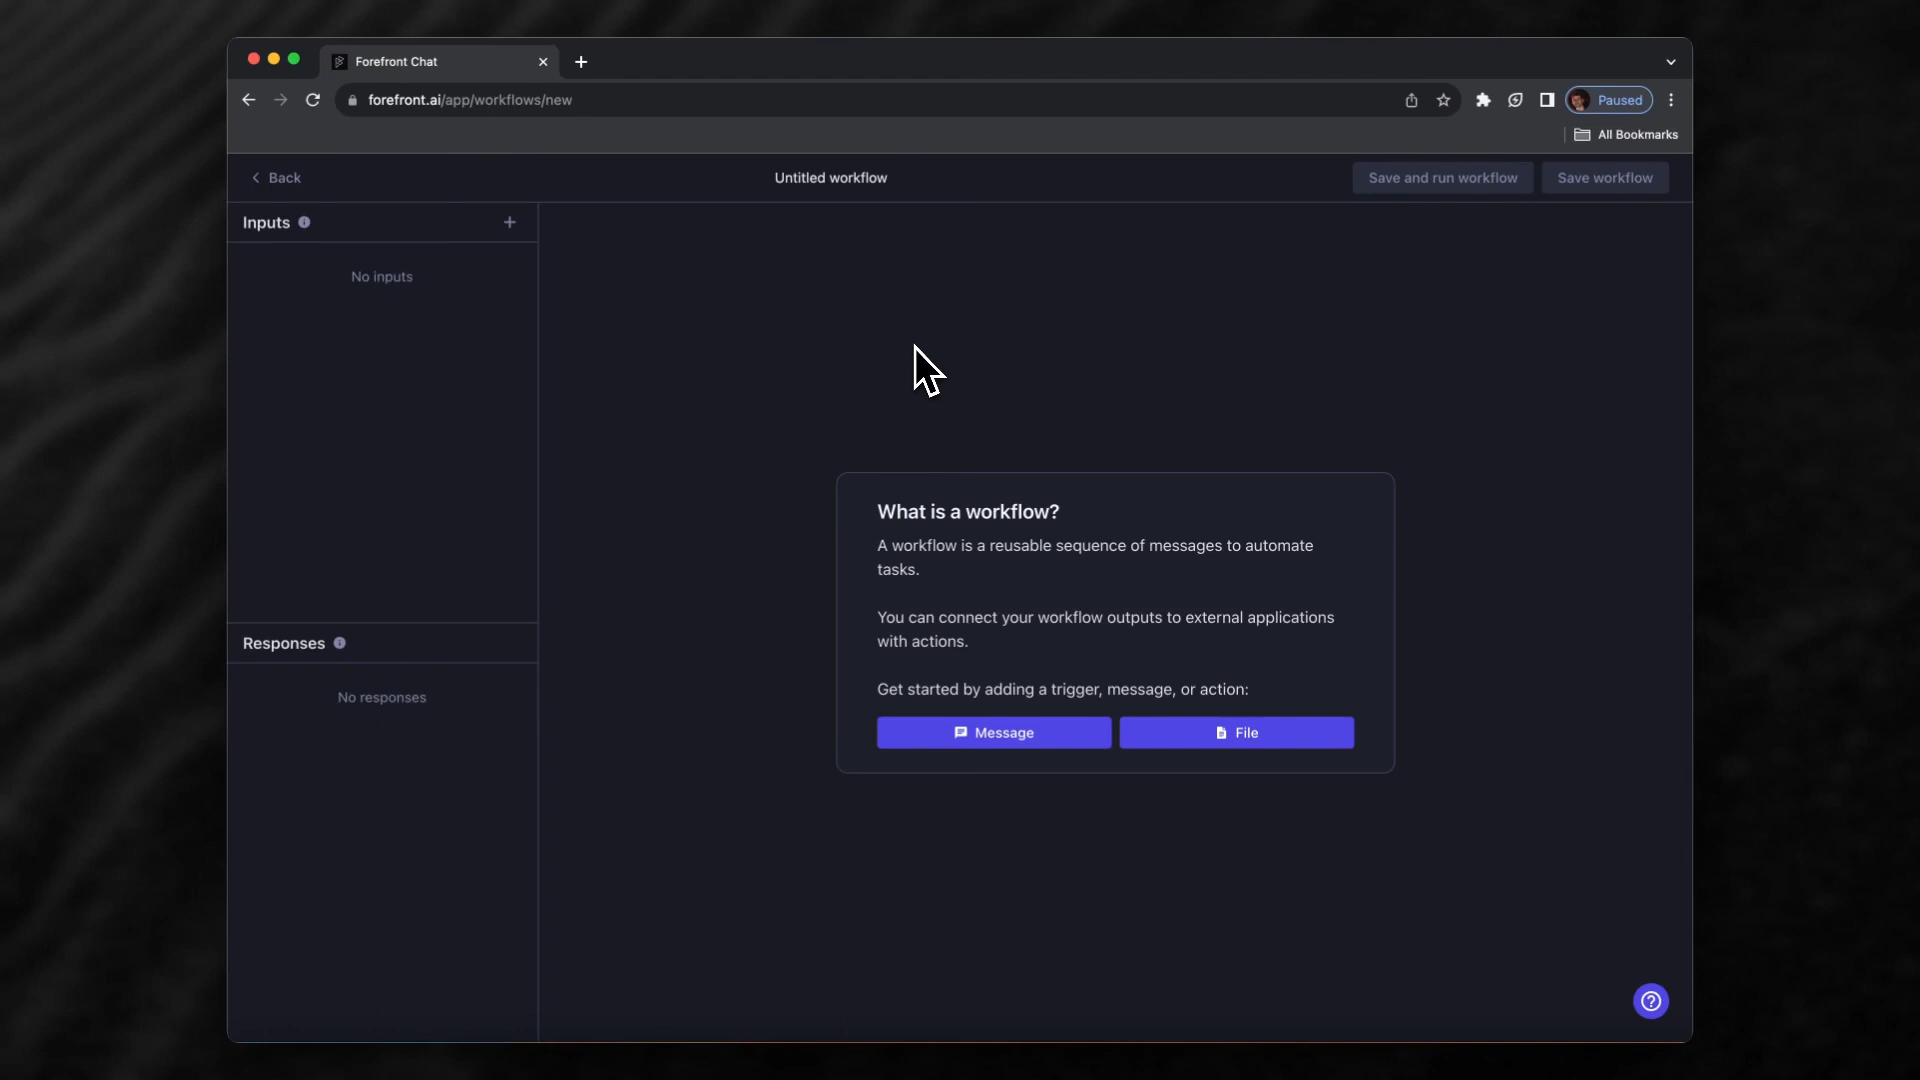 Forefront Chat
forefront.ai/app/workflows/new
Paused
All Bookmarks
Back
Untitled workflow
Save and run workflow
Save workflow
Inputs
No inputs
What is a workflow?
A workflow is a reusable sequence of messages to automate
tasks.
You can connect your workflow outputs to external applications
with actions.
Get started by adding a trigger, message, or action:
Message
File
Responses
No responses